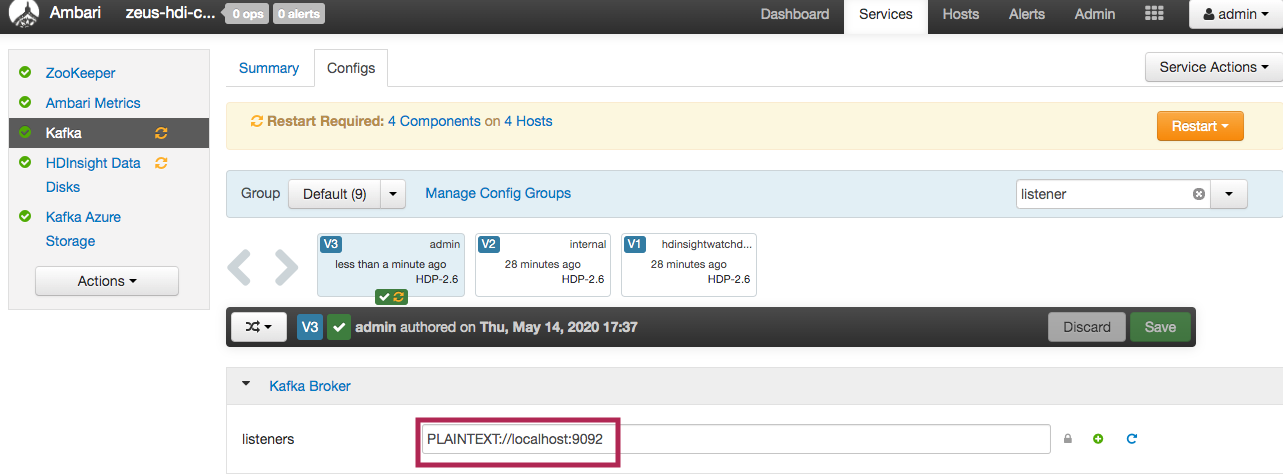 Ambari zeus-hdi-c... 0 ops 0 alerts Dashboard Services Hosts Alerts Admin admin
ZooKeeper
Ambari Metrics
Kafka
HDInsight Data
Disks
Kafka Azure
Storage
Actions
Summary Configs Service Actions
Restart Required: 4 Components on 4 Hosts Restart
Group Default (9) Manage Config Groups listener
V3 admin V2 internal V1 hdinsightwatchd...
less than a minute ago 28 minutes ago 28 minutes ago
HDP-2.6 HDP-2.6 HDP-2.6
V3 admin authored on Thu, May 14, 2020 17:37 Discard Save
Kafka Broker
listeners PLAINTEXT://localhost:9092